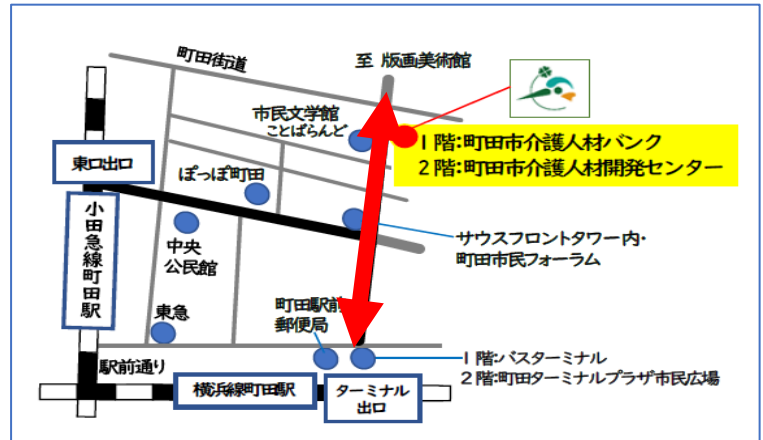 町田街道
至 版画美術館
市民文学館
ことばらんど
1階:町田市介護人材バンク
2階:町田市介護人材開発センター
東口出口
ぽっぽ町田
小田急線町田駅
中央
公民館
サウスフロントタワー内・
町田市民フォーラム
東急
町田駅前
郵便局
駅前通り
1階:バスターミナル
2階:町田ターミナルプラザ市民広場
横浜線町田駅
ターミナル
出口